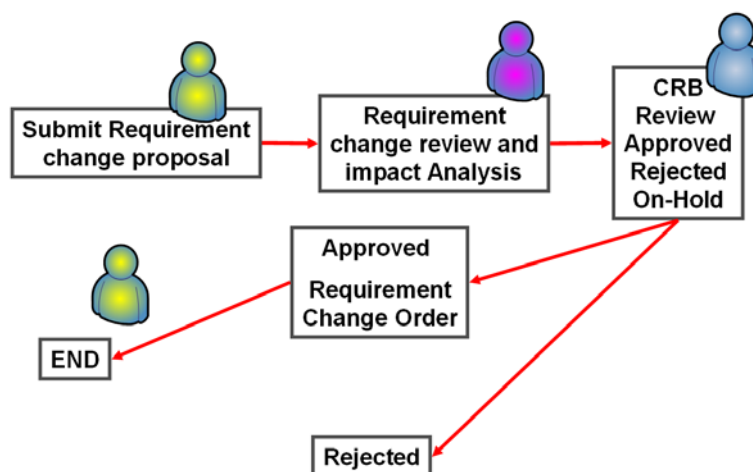 Submit Requirement
change proposal
Requirement
change review and
impact Analysis
CRB
Review
Approved
Rejected
On-Hold
Approved
Requirement
Change Order
END
Rejected